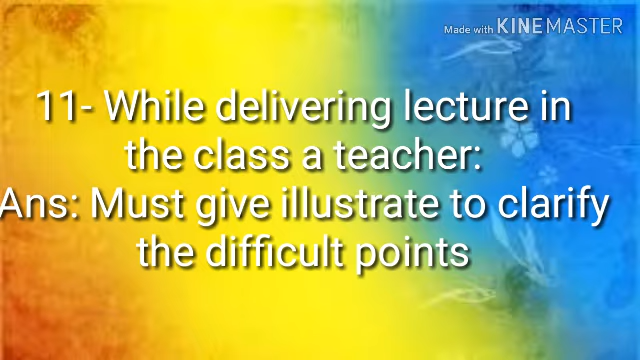 Made with KINEMASTER
11- While delivering lecture in
the class a teacher:
Ans: Must give illustrate to clarify
the difficult points